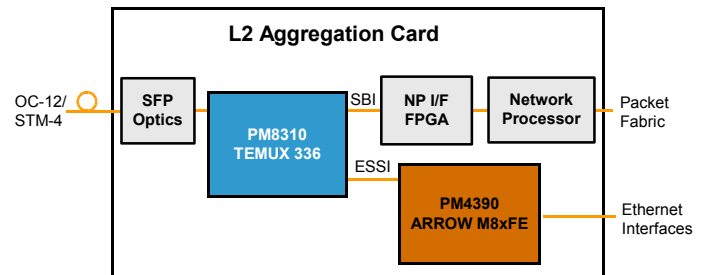 L2 Aggregation Card
OC-12/
STM-4
SFP
Optics
PM8310
TEMUX 336
SBI
NP I/F
FPGA
Network
Processor
Packet
Fabric
ESSI
PM4390
ARROW M8xFE
Ethernet
Interfaces